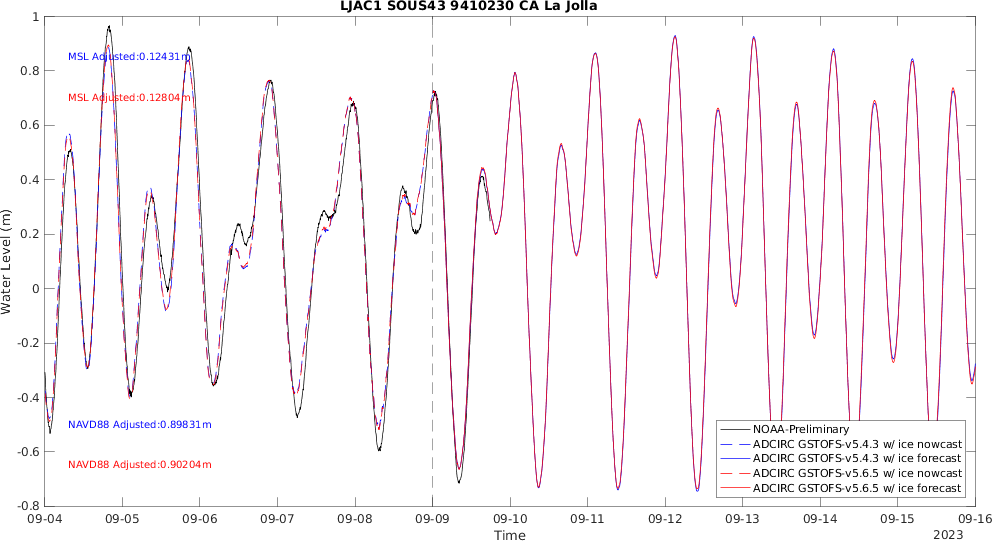 LJAC1 SOUS43 9410230 CA La Jolla
1
0.8
0.6
0.4
0.2
0
-0.2
-0.4
-0.6
-0.8
Water Level (m)
MSL Adjusted:0.12431m
MSL Adjusted:0.12804m
NAVD88 Adjusted:0.89831m
NAVD88 Adjusted:0.90204m
NOAA-Preliminary
ADCIRC GSTOFS-v5.4.3 w/ ice nowcast
ADCIRC GSTOFS-v5.4.3 w/ ice forecast
ADCIRC GSTOFS-v5.6.5 w/ ice nowcast
ADCIRC GSTOFS-v5.6.5 w/ ice forecast
09-04 09-05 09-06 09-07 09-08 09-09 09-10 09-11 09-12 09-13 09-14 09-15 09-16
Time
2023